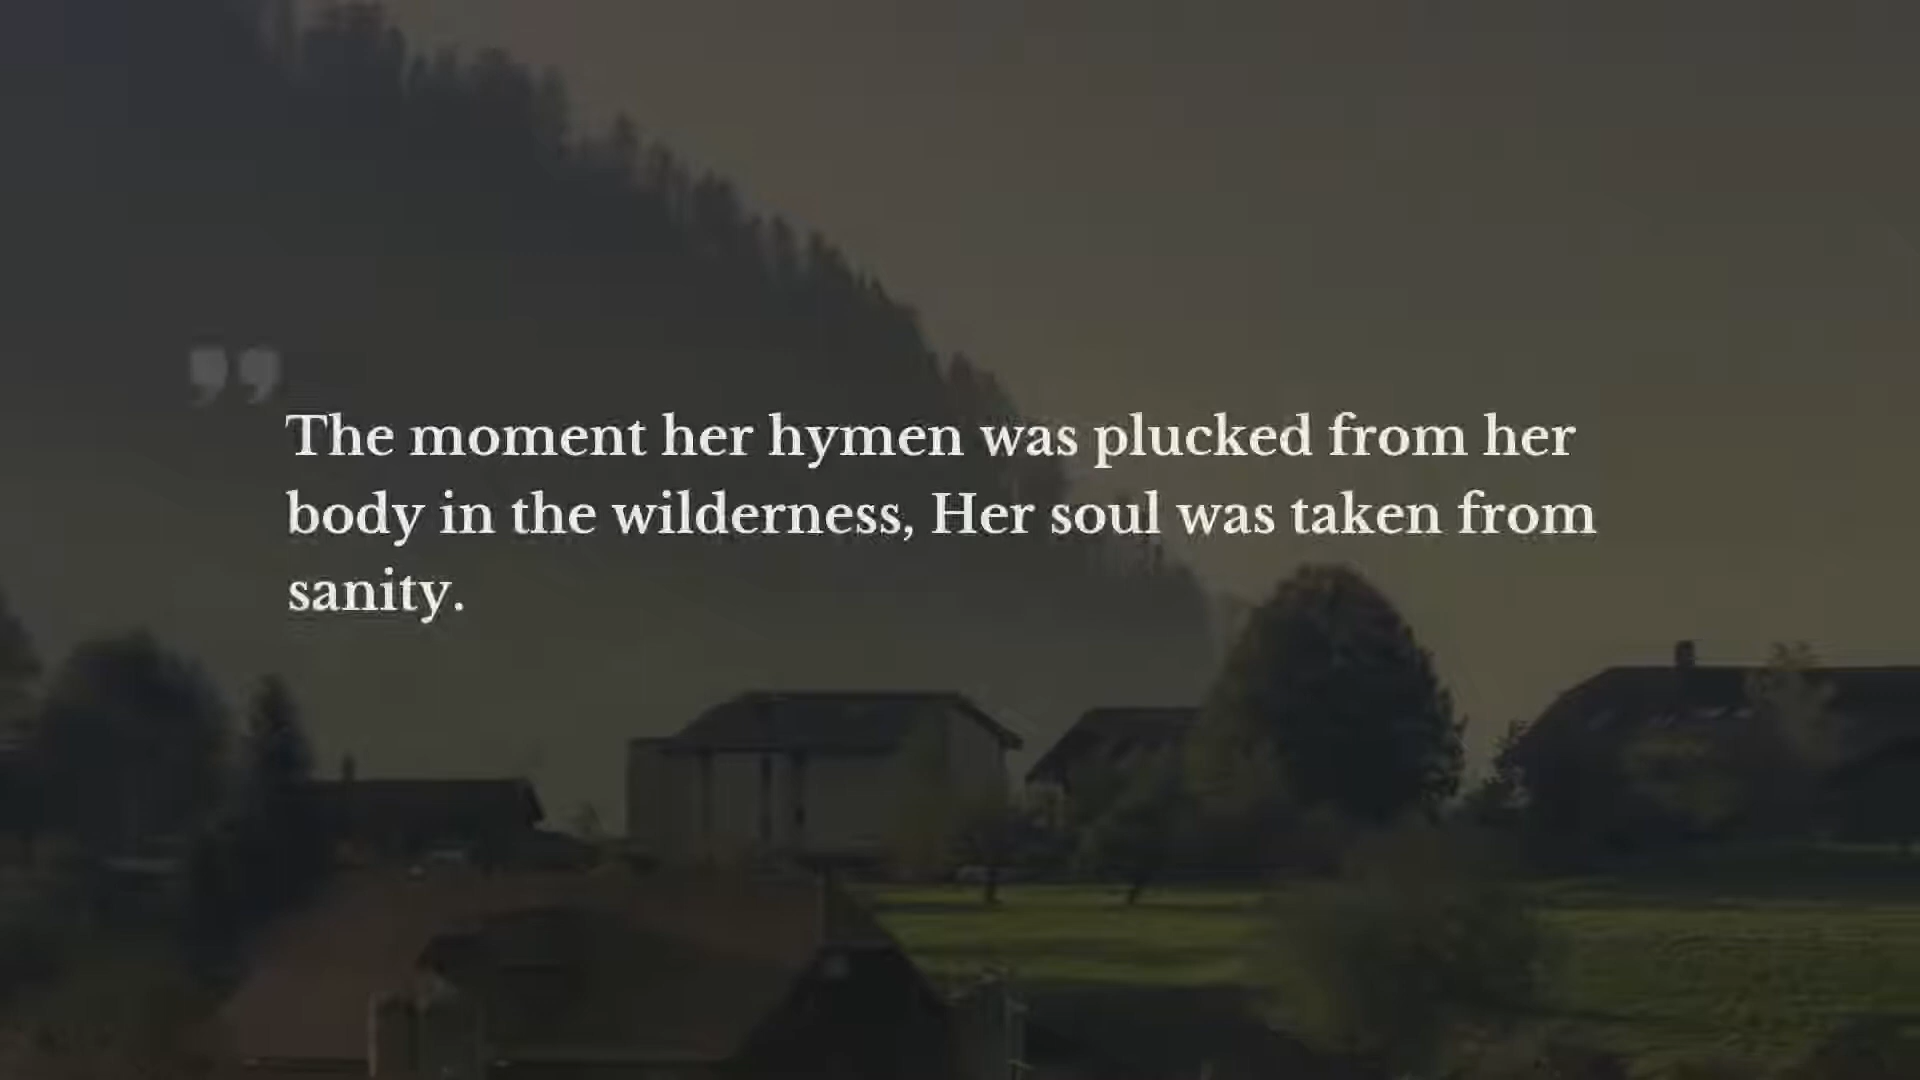 ”
The moment her hymen was plucked from her
body in the wilderness, Her soul was taken from
sanity.